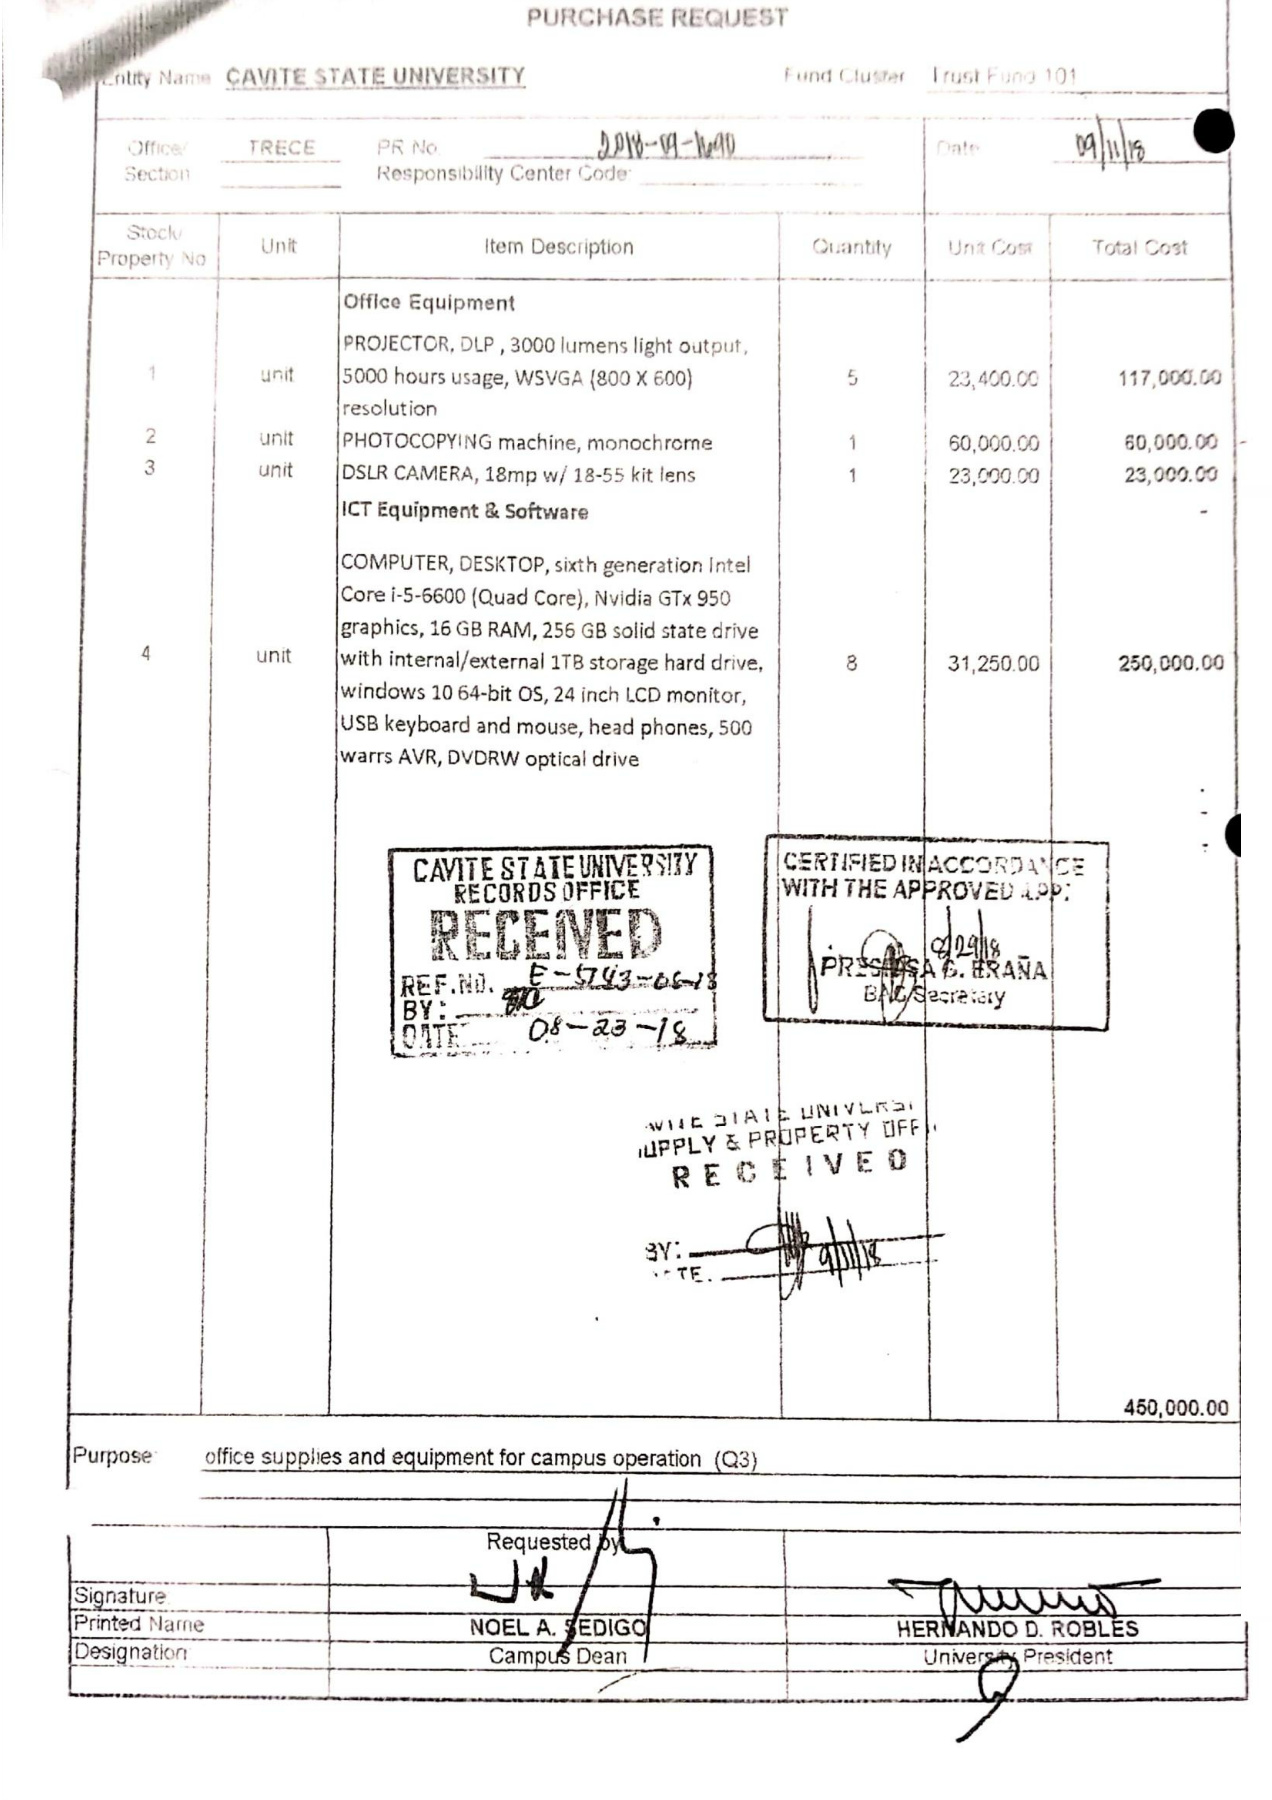 PURCHASE REQUEST
Entity Name CAVITE STATE UNIVERSITY Fund Cluster Trust Fund 101
Office/ Section TRECE PR No 2018-09-1690 Date 09/11/18
Responsibility Center Code:
Stock/ Property No Unit Item Description Quantity Unit Cost Total Cost
Office Equipment
PROJECTOR, DLP , 3000 lumens light output,
1 unit 5000 hours usage, WSVGA (800 X 600) 5 23,400.00 117,000.00
resolution
2 unit PHOTOCOPYING machine, monochrome 1 60,000.00 60,000.00 -
3 unit DSLR CAMERA, 18mp w/ 18-55 kit lens 1 23,000.00 23,000.00
ICT Equipment & Software -
COMPUTER, DESKTOP, sixth generation Intel
Core i-5-6600 (Quad Core), Nvidia GTx 950
graphics, 16 GB RAM, 256 GB solid state drive
4 unit with internal/external 1TB storage hard drive, 8 31,250.00 250,000.00
windows 10 64-bit OS, 24 inch LCD monitor,
USB keyboard and mouse, head phones, 500
warrs AVR, DVDRW optical drive
-
-
CAVITE STATE UNIVERSITY
RECORDS OFFICE
RECEIVED
REF.NO. E-5743-08-18
BY:
DATE 08-23-18
CERTIFIED IN ACCORDANCE
WITH THE APPROVED APP:
8/29/18
G. ERAÑA
BAC Secretary
STATE UNIVERSI
UPPLY & PROPERTY OFF
RECEIVED
BY: 9/11/18
TE.
450,000.00
Purpose: office supplies and equipment for campus operation (Q3)
Requested by
Signature
Printed Name NOEL A. SEDIGO HERNANDO D. ROBLES
Designation Campus Dean University President